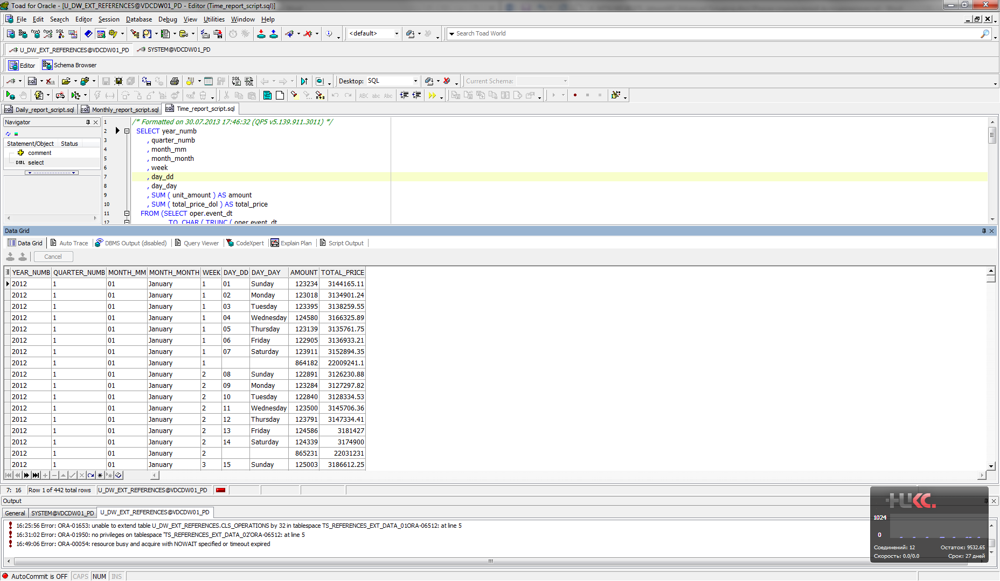 Toad for Oracle - [U_DW_EXT_REFERENCES@VDCDW01_PD - Editor (Time_report_script.sql)]
File Edit Search Editor Session Database Debug View Utilities Window Help
<default> Search Toad World
U_DW_EXT_REFERENCES@VDCDW01_PD SYSTEM@VDCDW01_PD
Editor Schema Browser
Desktop: SQL Current Schema:
Daily_report_script.sql Monthly_report_script.sql Time_report_script.sql
Navigator
Statement/Object Status
comment
DML select
1 /* Formatted on 30.07.2013 17:46:32 (QP5 v5.139.911.3011) */
2 SELECT year_numb
3 , quarter_numb
4 , month_mm
5 , month_month
6 , week
7 , day_dd
8 , day_day
9 , SUM ( unit_amount ) AS amount
10 , SUM ( total_price_dol ) AS total_price
11 FROM (SELECT oper.event_dt
12 TO_CHAR ( TRUNC ( oper.event_dt
Data Grid
Data Grid Auto Trace DBMS Output (disabled) Query Viewer CodeXpert Explain Plan Script Output
Cancel
YEAR_NUMB QUARTER_NUMB MONTH_MM MONTH_MONTH WEEK DAY_DD DAY_DAY AMOUNT TOTAL_PRICE
2012 1 01 January 1 01 Sunday 123234 3144165.11
2012 1 01 January 1 02 Monday 123018 3134901.24
2012 1 01 January 1 03 Tuesday 123395 3138259.55
2012 1 01 January 1 04 Wednesday 124580 3166325.89
2012 1 01 January 1 05 Thursday 123139 3135761.75
2012 1 01 January 1 06 Friday 122905 3136933.21
2012 1 01 January 1 07 Saturday 123911 3152894.35
2012 1 01 January 1 864182 22009241.1
2012 1 01 January 2 08 Sunday 122891 3126230.88
2012 1 01 January 2 09 Monday 123284 3127297.82
2012 1 01 January 2 10 Tuesday 122840 3128334.53
2012 1 01 January 2 11 Wednesday 123500 3145706.36
2012 1 01 January 2 12 Thursday 123791 3147334.41
2012 1 01 January 2 13 Friday 124586 3181427
2012 1 01 January 2 14 Saturday 124339 3174900
2012 1 01 January 2 865231 22031231
2012 1 01 January 3 15 Sunday 125003 3186612.25
7: 16 Row 1 of 442 total rows U_DW_EXT_REFERENCES@VDCDW01_PD
Output
General SYSTEM@VDCDW01_PD U_DW_EXT_REFERENCES@VDCDW01_PD
16:25:56 Error: ORA-01653: unable to extend table U_DW_EXT_REFERENCES.CLS_OPERATIONS by 32 in tablespace TS_REFERENCES_EXT_DATA_01ORA-06512: at line 5
16:31:02 Error: ORA-01950: no privileges on tablespace 'TS_REFERENCES_EXT_DATA_02'ORA-06512: at line 5
16:49:06 Error: ORA-00054: resource busy and acquire with NOWAIT specified or timeout expired
1024
0
Соединений: 12 Остаток: 9532.65
Скорость: 0.0/0.0 Срок: 27 дней
AutoCommit is OFF CAPS NUM INS